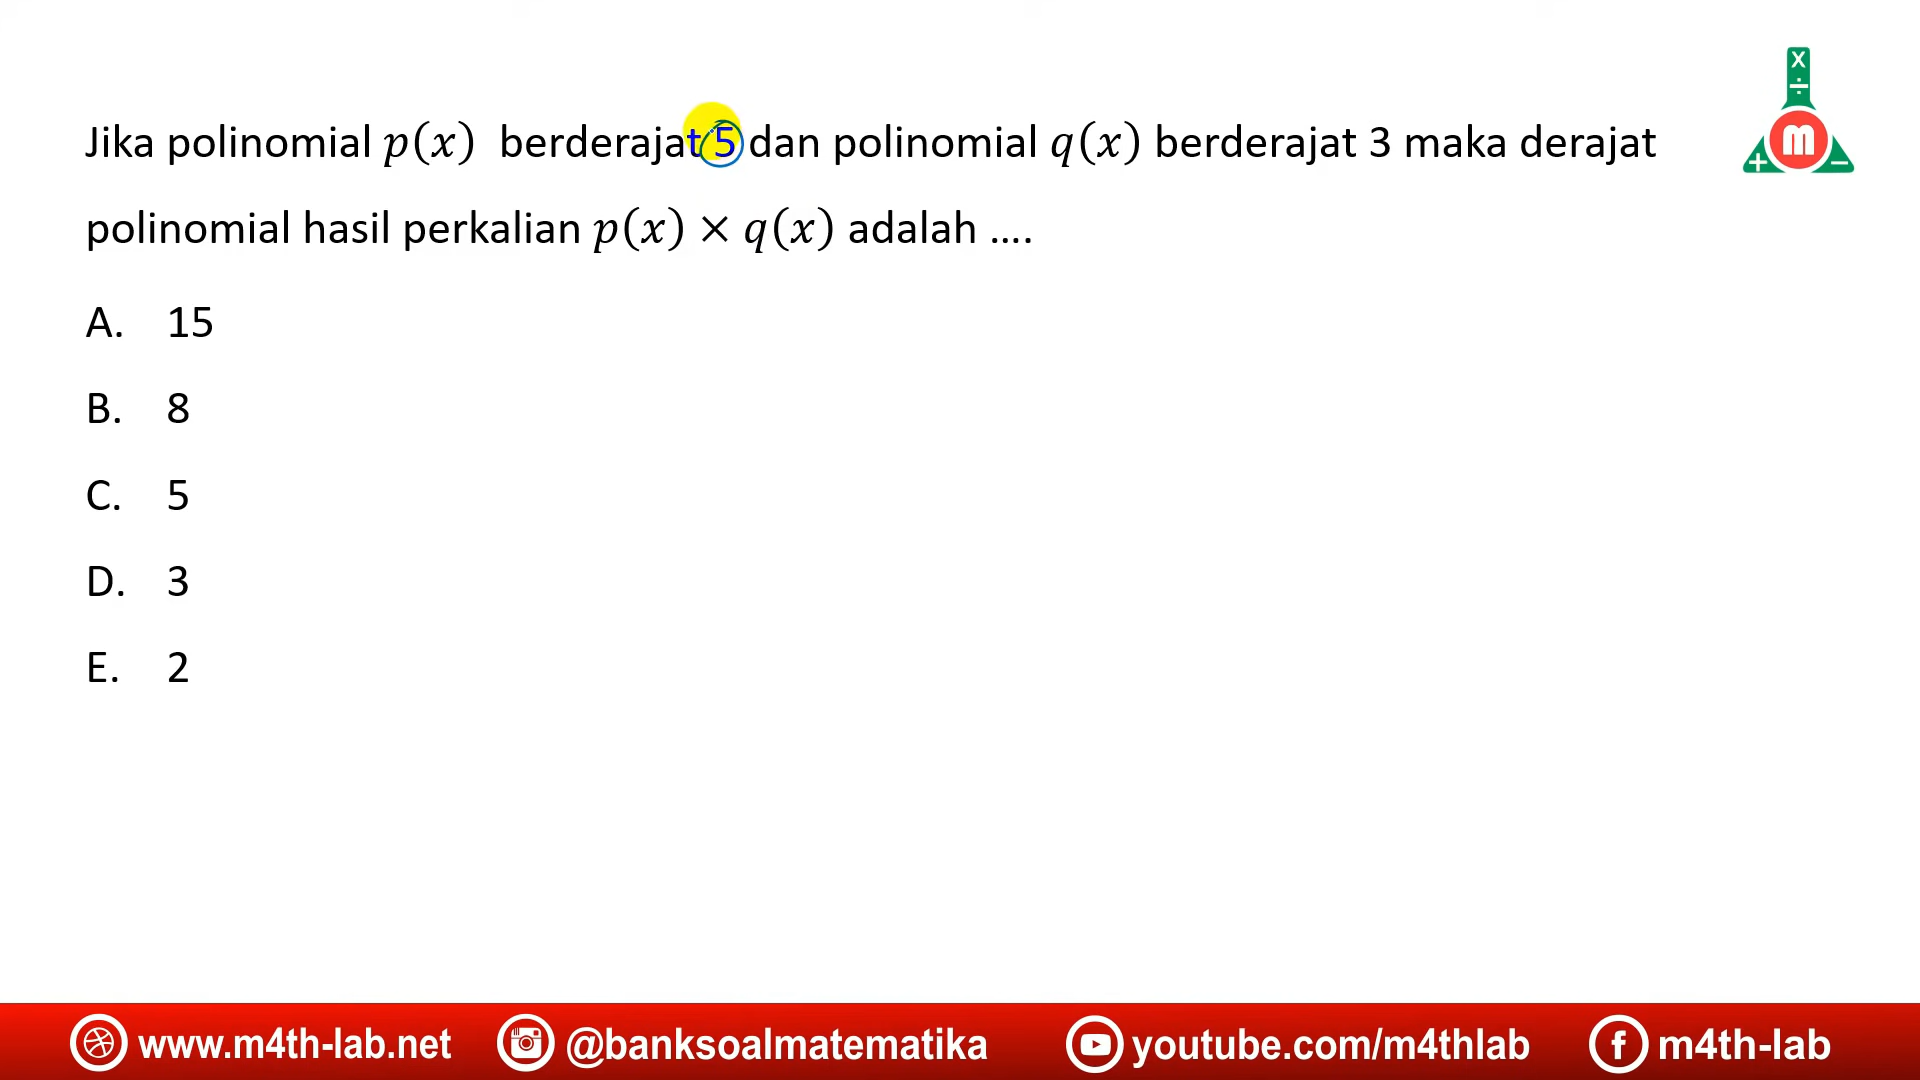 Jika polinomial p(x) berderajat 5 dan polinomial q(x) berderajat 3 maka derajat
polinomial hasil perkalian p(x) × q(x) adalah ….
A. 15
B. 8
C. 5
D. 3
E. 2
x
÷
m
+ −
www.m4th-lab.net @banksoalmatematika youtube.com/m4thlab f m4th-lab